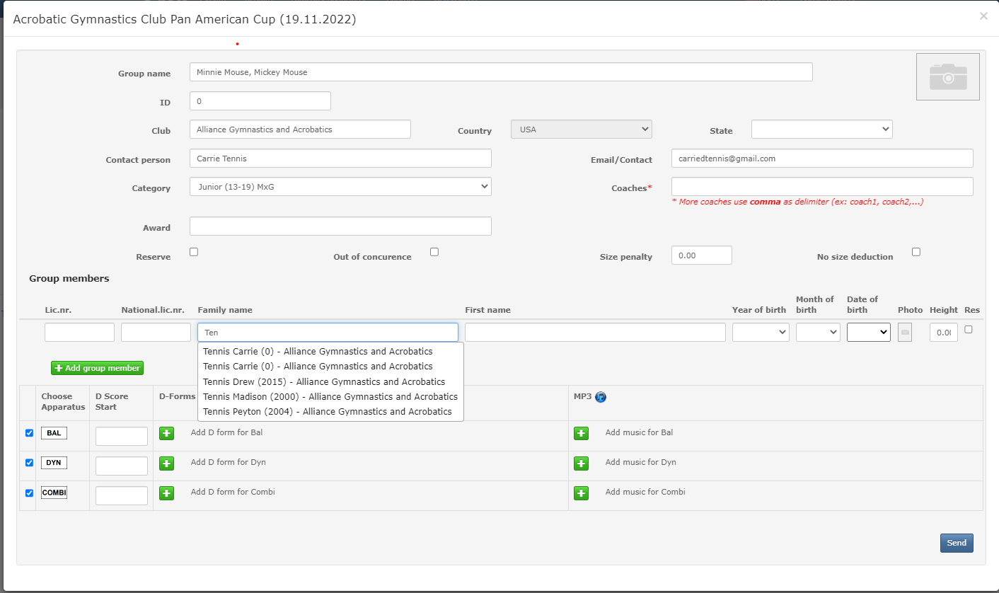 Acrobatic Gymnastics Club Pan American Cup (19.11.2022)
×
Group name Minnie Mouse, Mickey Mouse
ID 0
Club Alliance Gymnastics and Acrobatics Country USA State
Contact person Carrie Tennis Email/Contact carriedtennis@gmail.com
Category Junior (13-19) MxG Coaches*
* More coaches use comma as delimiter (ex: coach1, coach2,...)
Award
Reserve Out of concurence Size penalty 0.00 No size deduction
Group members
Lic.nr. National.lic.nr. Family name First name Year of birth Month of birth Date of birth Photo Height Res
Ten 0.0
Tennis Carrie (0) - Alliance Gymnastics and Acrobatics
Tennis Carrie (0) - Alliance Gymnastics and Acrobatics
Tennis Drew (2015) - Alliance Gymnastics and Acrobatics
Tennis Madison (2000) - Alliance Gymnastics and Acrobatics
Tennis Peyton (2004) - Alliance Gymnastics and Acrobatics
+ Add group member
Choose Apparatus D Score Start D-Forms MP3
BAL + Add D form for Bal + Add music for Bal
DYN + Add D form for Dyn + Add music for Dyn
COMBI + Add D form for Combi + Add music for Combi
Send